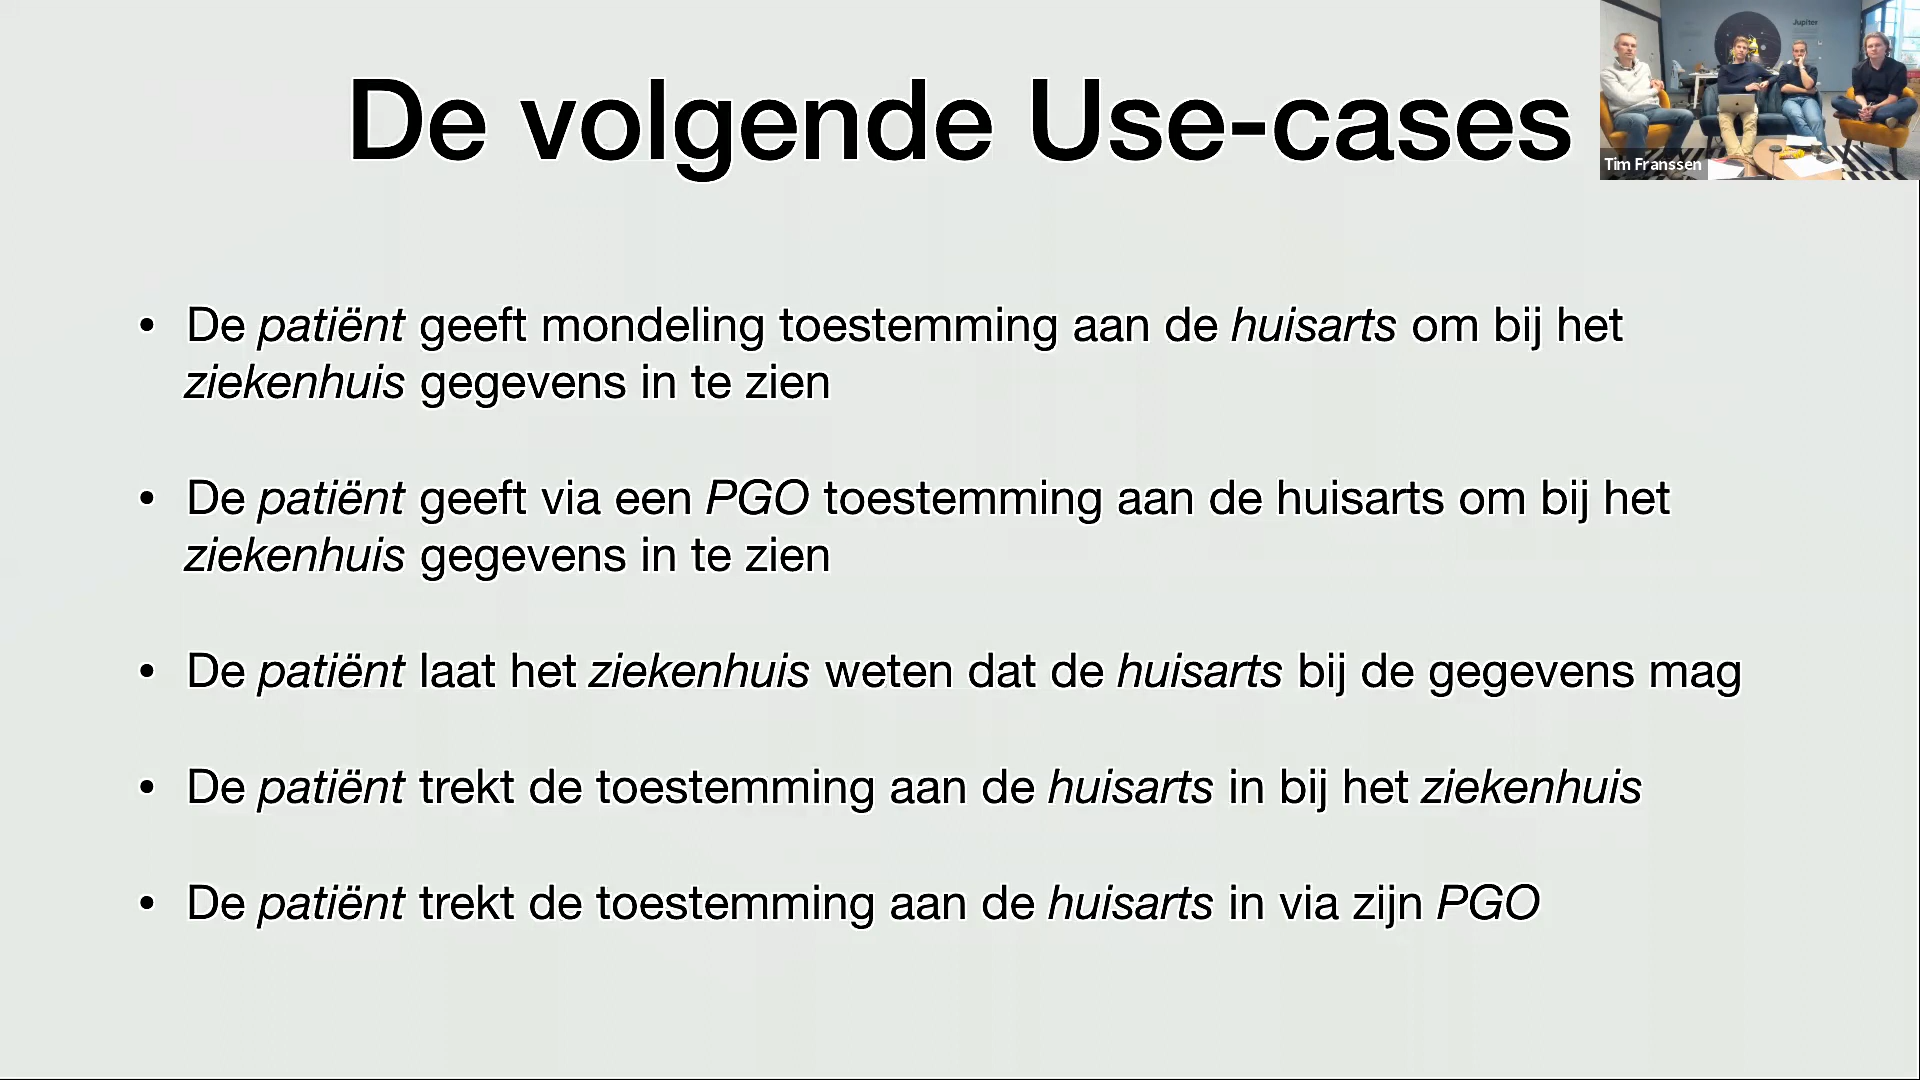 De volgende Use-cases
Jupiter
Tim Franssen
• De patiënt geeft mondeling toestemming aan de huisarts om bij het
ziekenhuis gegevens in te zien
• De patiënt geeft via een PGO toestemming aan de huisarts om bij het
ziekenhuis gegevens in te zien
• De patiënt laat het ziekenhuis weten dat de huisarts bij de gegevens mag
• De patiënt trekt de toestemming aan de huisarts in bij het ziekenhuis
• De patiënt trekt de toestemming aan de huisarts in via zijn PGO